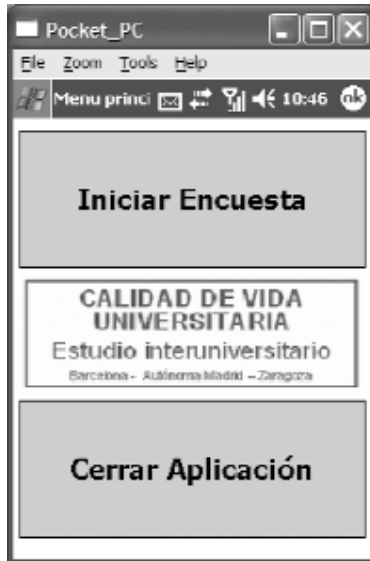 Pocket_PC
File Zoom Tools Help
Menu princi 10:46 ok
Iniciar Encuesta
CALIDAD DE VIDA
UNIVERSITARIA
Estudio interuniversitario
Barcelona - Autónoma Madrid - Zaragoza
Cerrar Aplicación